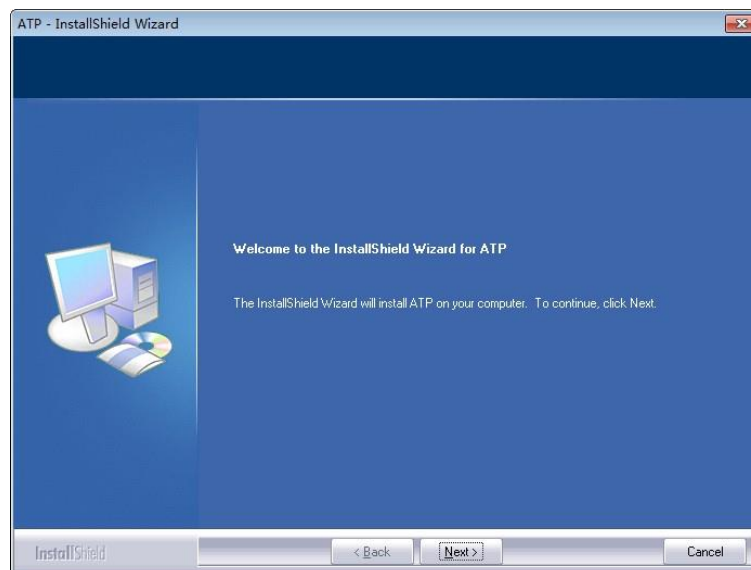 ATP - InstallShield Wizard
Welcome to the InstallShield Wizard for ATP
The InstallShield Wizard will install ATP on your computer. To continue, click Next.
InstallShield
< Back
Next >
Cancel